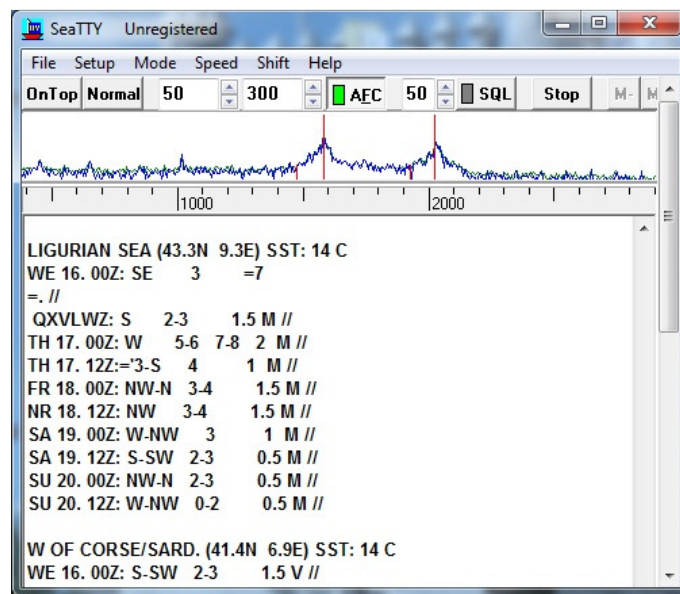 SeaTTY Unregistered
File Setup Mode Speed Shift Help
OnTop Normal 50 300 AFC 50 SQL Stop M- M
1000 2000
LIGURIAN SEA (43.3N 9.3E) SST: 14 C
WE 16. 00Z: SE 3 =7
=. //
QXVLWZ: S 2-3 1.5 M //
TH 17. 00Z: W 5-6 7-8 2 M //
TH 17. 12Z:='3-S 4 1 M //
FR 18. 00Z: NW-N 3-4 1.5 M //
NR 18. 12Z: NW 3-4 1.5 M //
SA 19. 00Z: W-NW 3 1 M //
SA 19. 12Z: S-SW 2-3 0.5 M //
SU 20. 00Z: NW-N 2-3 0.5 M //
SU 20. 12Z: W-NW 0-2 0.5 M //
W OF CORSE/SARD. (41.4N 6.9E) SST: 14 C
WE 16. 00Z: S-SW 2-3 1.5 V //